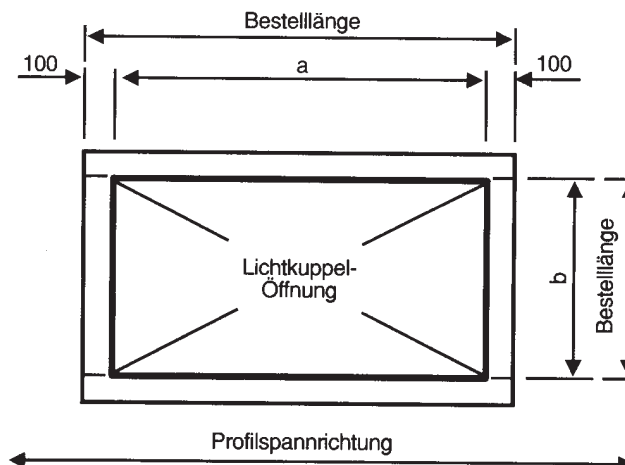 Bestelllänge
100
a
100
Lichtkuppel-
Öffnung
b
Bestelllänge
Profilspannrichtung